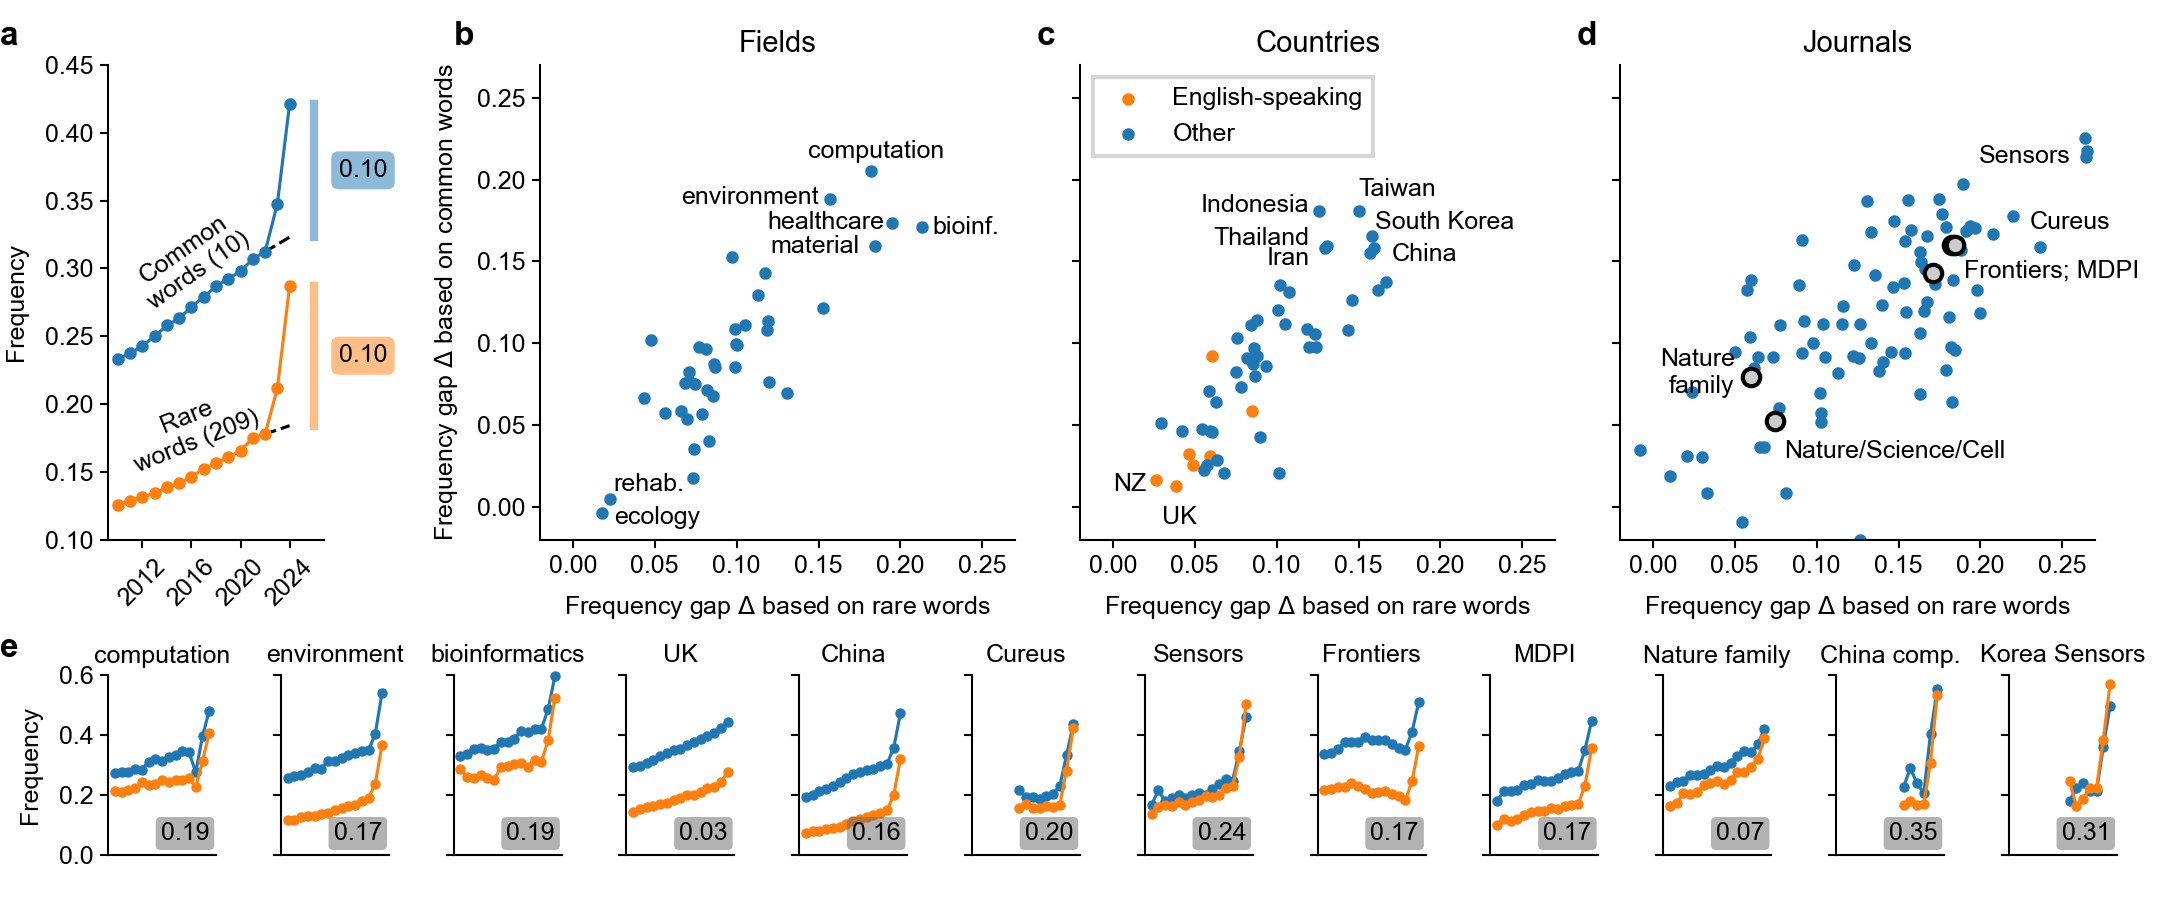 a
0.45
0.40
0.35
0.30
0.25
0.20
0.15
0.10
Frequency
Common
words (10)
Rare
words (209)
0.10
0.10
2012
2016
2020
2024
b
Fields
Frequency gap Δ based on common words
0.25
0.20
0.15
0.10
0.05
0.00
computation
environment
healthcare
bioinf.
material
rehab.
ecology
0.00 0.05 0.10 0.15 0.20 0.25
Frequency gap Δ based on rare words
c
Countries
English-speaking
Other
Indonesia
Taiwan
South Korea
Thailand
Iran
China
NZ
UK
0.00 0.05 0.10 0.15 0.20 0.25
Frequency gap Δ based on rare words
d
Journals
Sensors
Cureus
Frontiers; MDPI
Nature
family
Nature/Science/Cell
0.00 0.05 0.10 0.15 0.20 0.25
Frequency gap Δ based on rare words
e
Frequency
0.6
0.4
0.2
0.0
computation
0.19
environment
0.17
bioinformatics
0.19
UK
0.03
China
0.16
Cureus
0.20
Sensors
0.24
Frontiers
0.17
MDPI
0.17
Nature family
0.07
China comp.
0.35
Korea Sensors
0.31